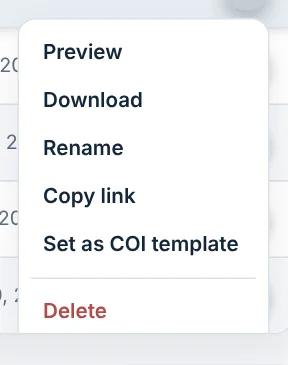 Preview
Download
Rename
Copy link
Set as COI template
Delete